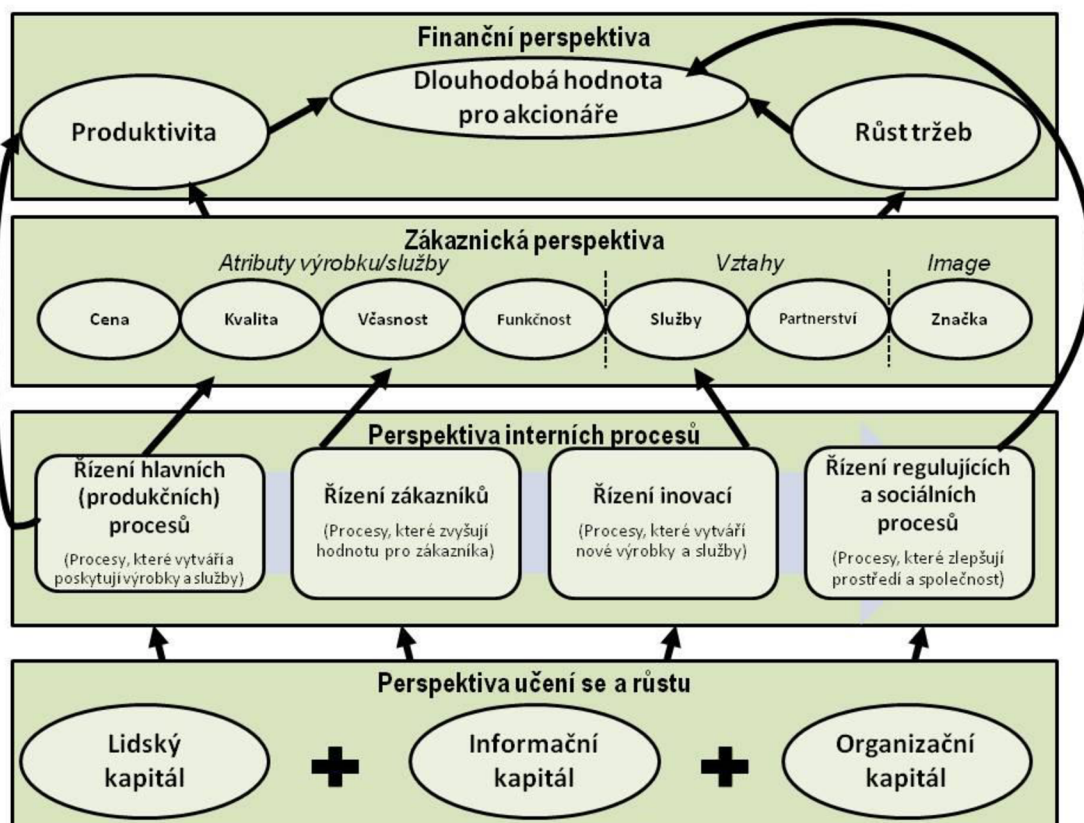 Finanční perspektiva
Dlouhodobá hodnota
pro akcionáře
Produktivita
Růst tržeb
Zákaznická perspektiva
Atributy výrobku/služby
Vztahy
Image
Cena
Kvalita
Včasnost
Funkčnost
Služby
Partnerství
Značka
Perspektiva interních procesů
Řízení hlavních
(produkčních)
procesů
(Procesy, které vytváří a
poskytují výrobky a služby)
Řízení zákazníků
(Procesy, které zvyšují
hodnotu pro zákazníka)
Řízení inovací
(Procesy, které vytváří
nové výrobky a služby)
Řízení regulujících
a sociálních
procesů
(Procesy, které zlepšují
prostředí a společnost)
Perspektiva učení se a růstu
Lidský
kapitál
Informační
kapitál
Organizační
kapitál